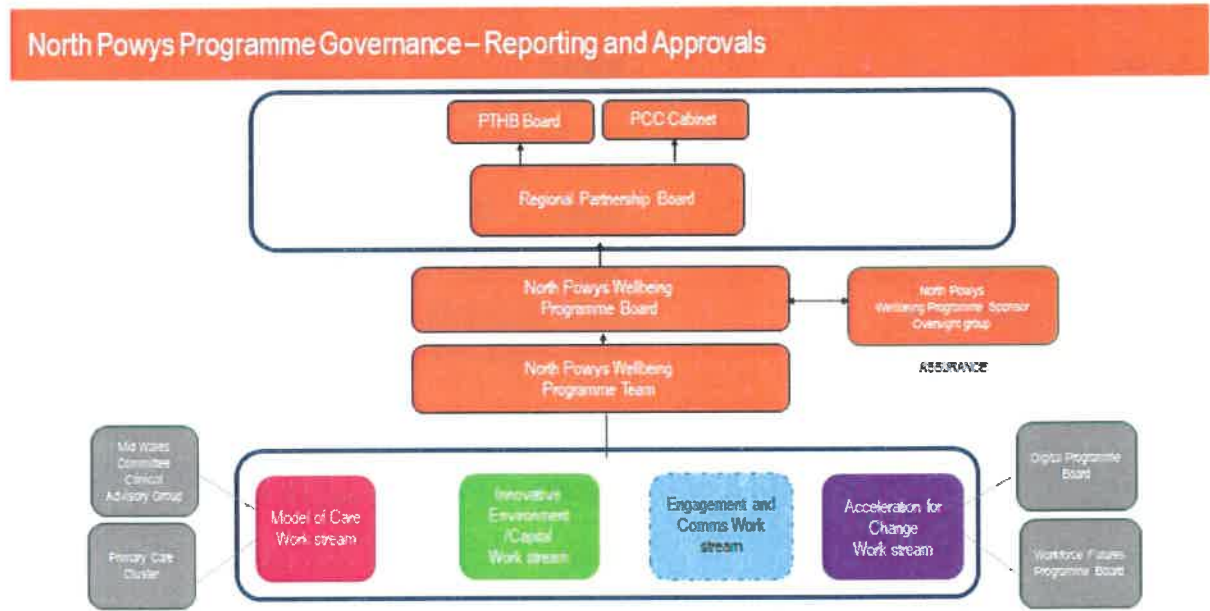 North Powys Programme Governance – Reporting and Approvals
PTHB Board
PCC Cabinet
Regional Partnership Board
North Powys Wellbeing
Programme Board
North Powys
Wellbeing Programme Sponsor
Oversight group
ASSURANCE
North Powys Wellbeing
Programme Team
Mid Wales
Committee
Clinical
Advisory Group
Primary Care
Cluster
Model of Care
Work stream
Innovative
Environment
/Capital
Work stream
Engagement and
Comms Work
stream
Acceleration for
Change
Work stream
Digital Programme
Board
Workforce Futures
Programme Board